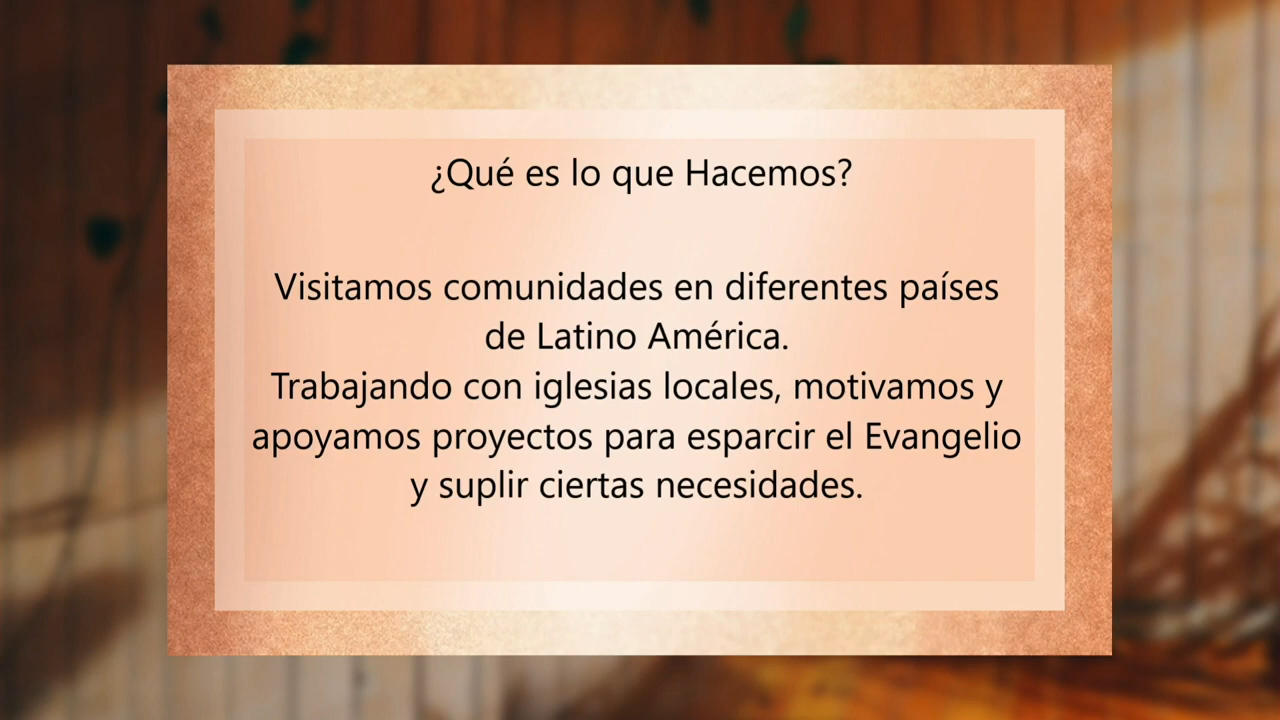 ¿Qué es lo que Hacemos?
Visitamos comunidades en diferentes países
de Latino América.
Trabajando con iglesias locales, motivamos y
apoyamos proyectos para esparcir el Evangelio
y suplir ciertas necesidades.